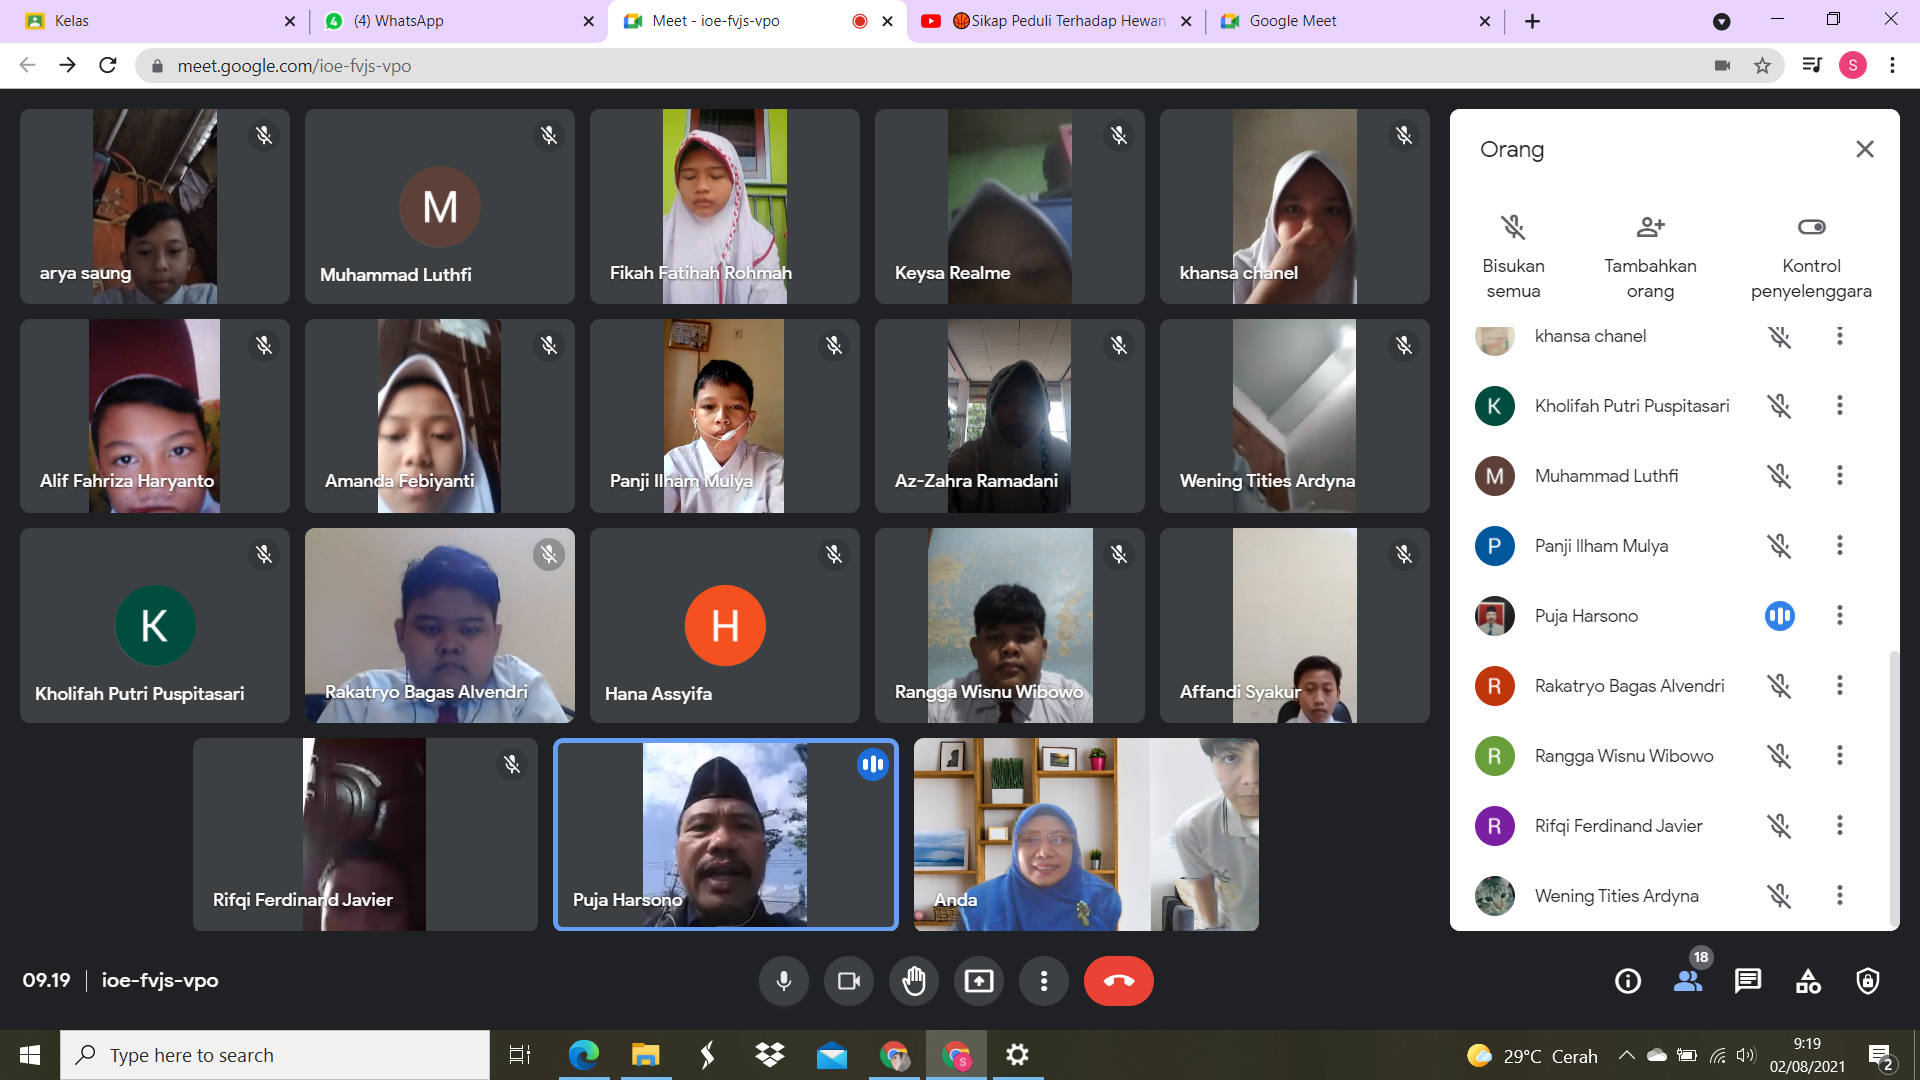 Kelas
(4) WhatsApp
Meet - ioe-fvjs-vpo
Sikap Peduli Terhadap Hewan
Google Meet
meet.google.com/ioe-fvjs-vpo
S
arya saung
M
Muhammad Luthfi
Fikah Fatihah Rohmah
Keysa Realme
khansa chanel
Alif Fahriza Haryanto
Amanda Febiyanti
Panji Ilham Mulya
Az-Zahra Ramadani
Wening Tities Ardyna
K
Kholifah Putri Puspitasari
Rakatryo Bagas Alvendri
H
Hana Assyifa
Rangga Wisnu Wibowo
Affandi Syakur
Rifqi Ferdinand Javier
Puja Harsono
Anda
Orang
Bisukan semua
Tambahkan orang
Kontrol penyelenggara
khansa chanel
K Kholifah Putri Puspitasari
M Muhammad Luthfi
P Panji Ilham Mulya
Puja Harsono
R Rakatryo Bagas Alvendri
R Rangga Wisnu Wibowo
R Rifqi Ferdinand Javier
Wening Tities Ardyna
09.19 ioe-fvjs-vpo
18
Type here to search
29°C Cerah
9:19
02/08/2021
2